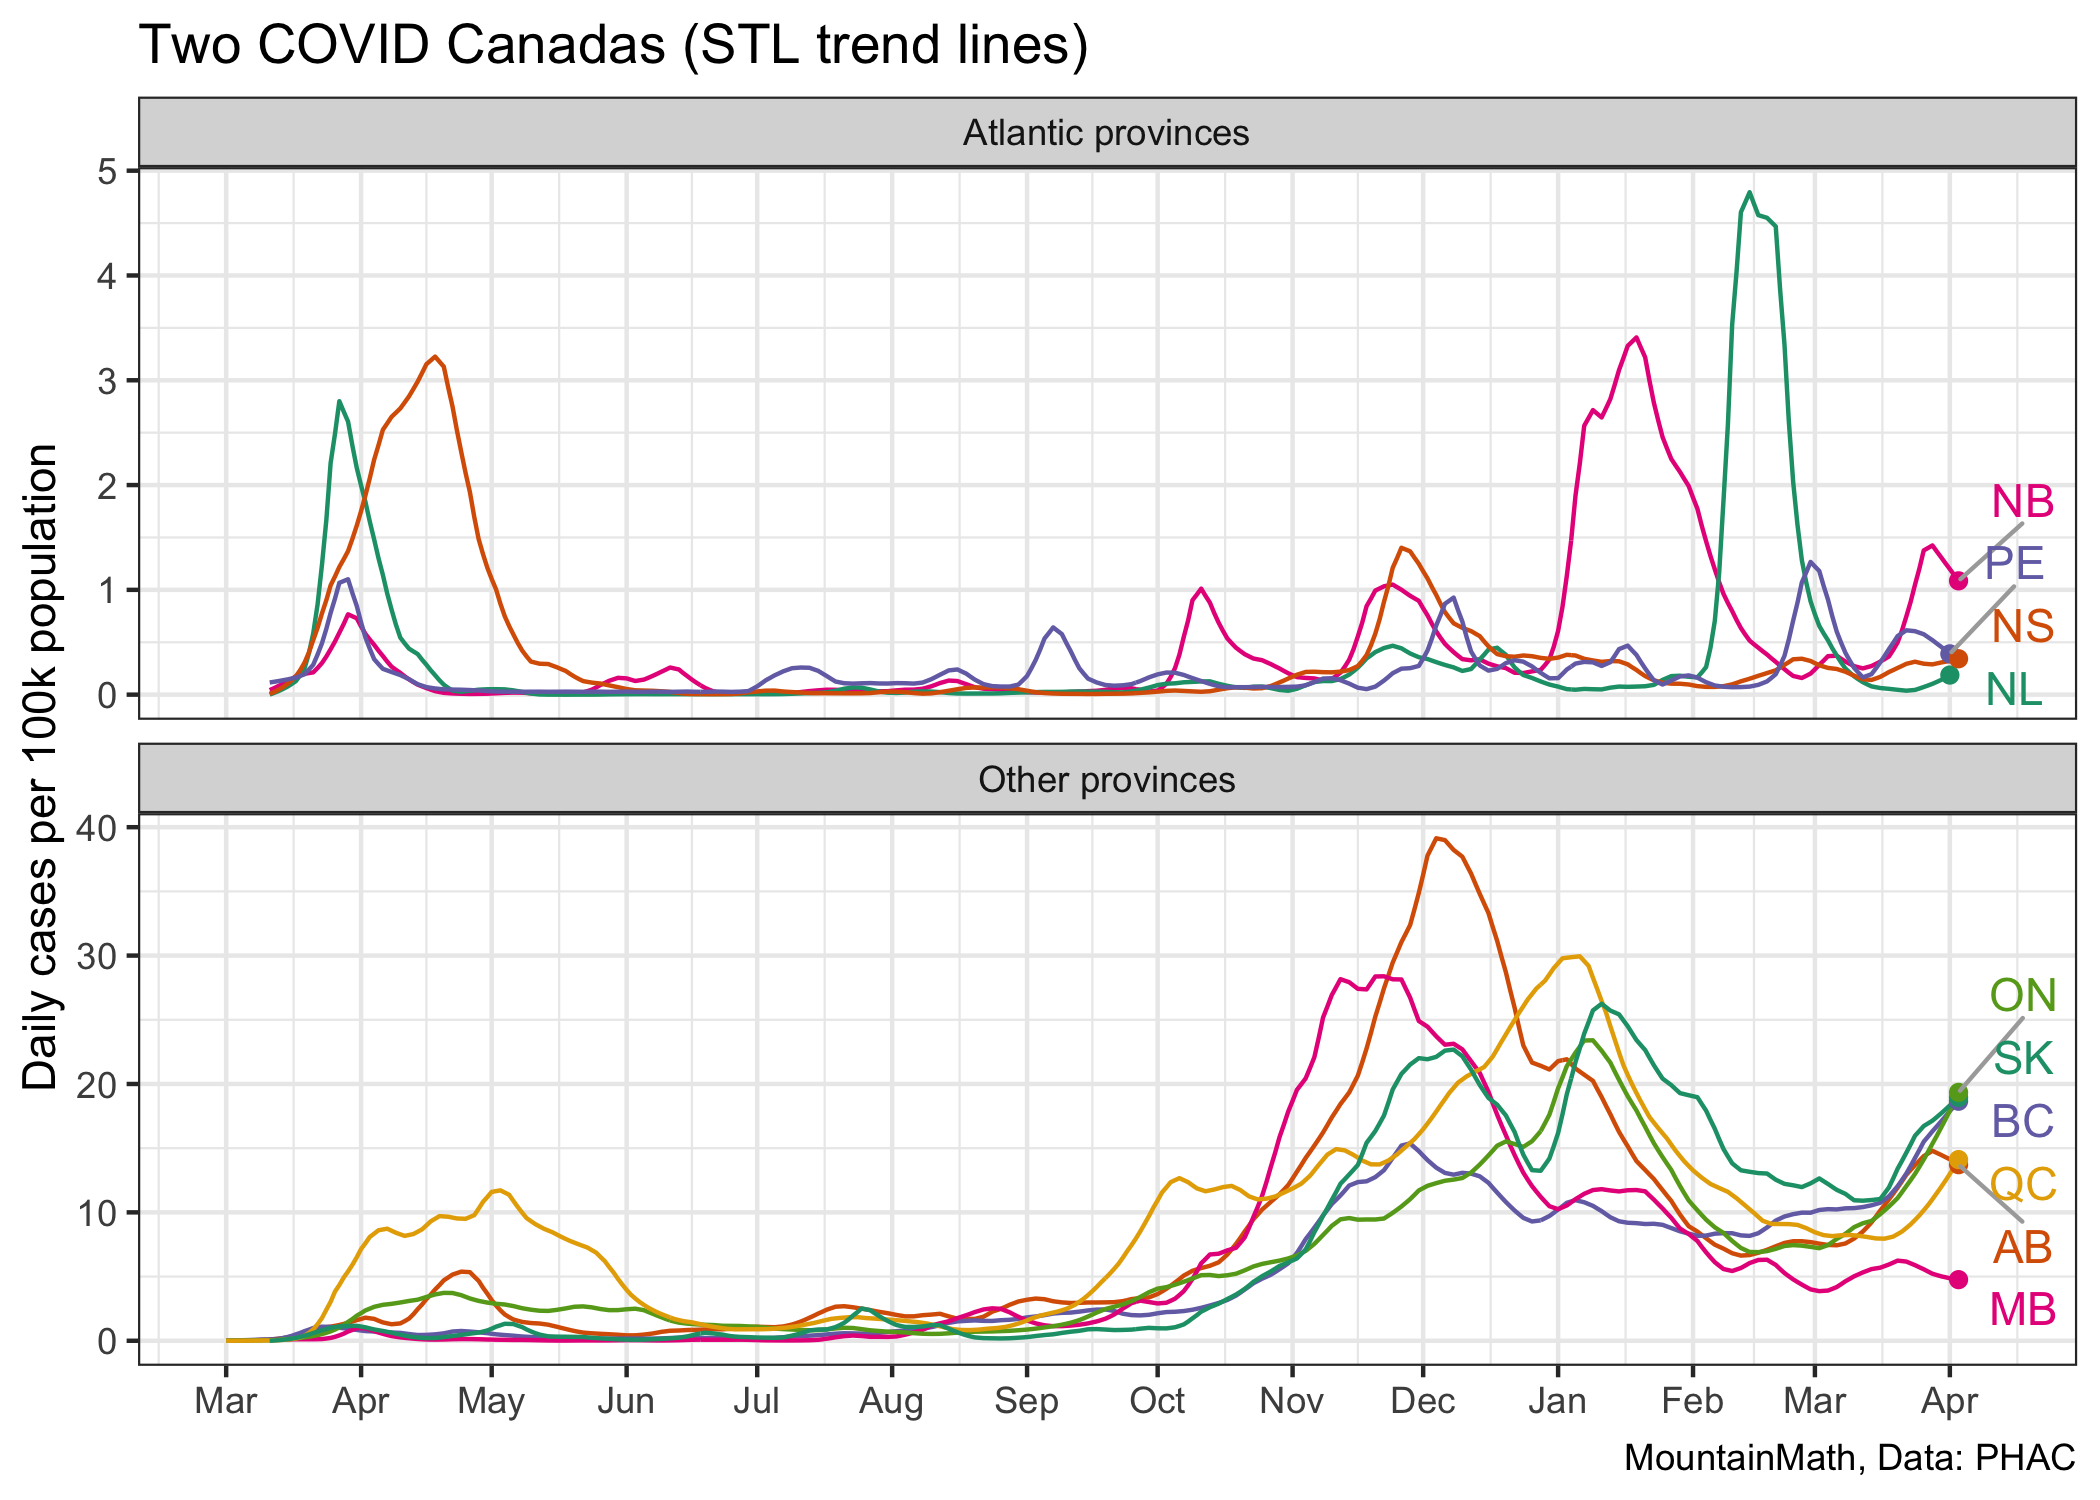 Two COVID Canadas (STL trend lines)
Atlantic provinces
5
4
3
2
1
0
NB
PE
NS
NL
Daily cases per 100k population
Other provinces
40
30
20
10
0
ON
SK
BC
QC
AB
MB
Mar Apr May Jun Jul Aug Sep Oct Nov Dec Jan Feb Mar Apr
MountainMath, Data: PHAC